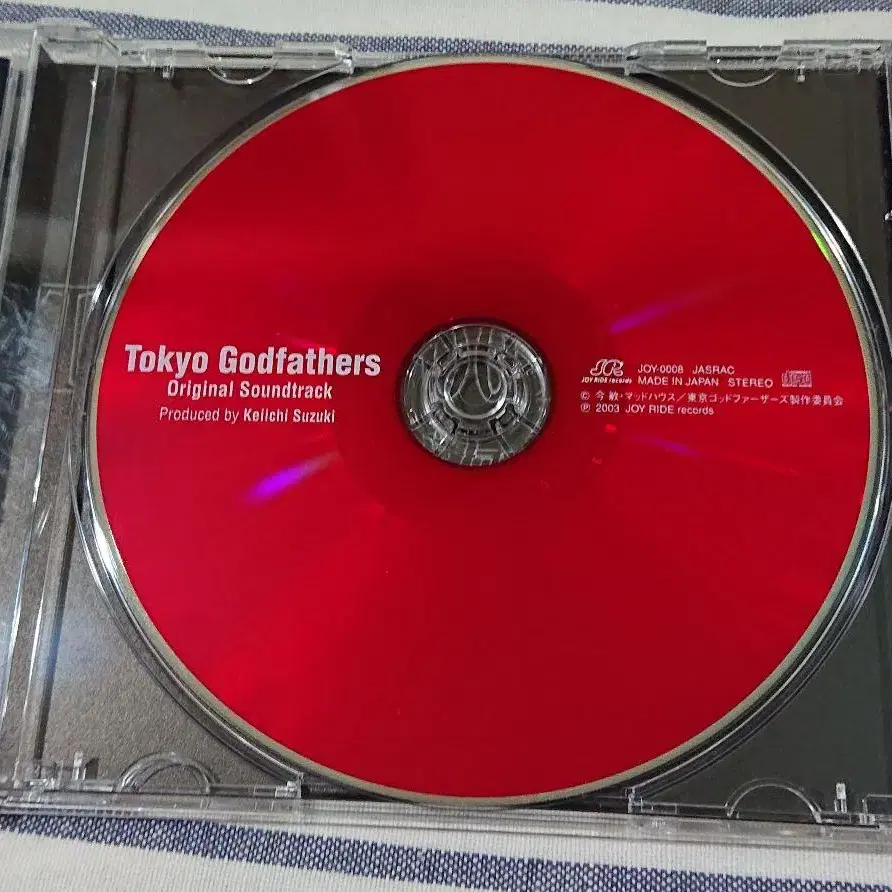 Tokyo Godfathers
Original Soundtrack
Produced by Keiichi Suzuki
JOY RIDE records
JOY-0008 JASRAC
MADE IN JAPAN STEREO
© 今 敏・マッドハウス／東京ゴッドファーザーズ製作委員会
℗ 2003 JOY RIDE records